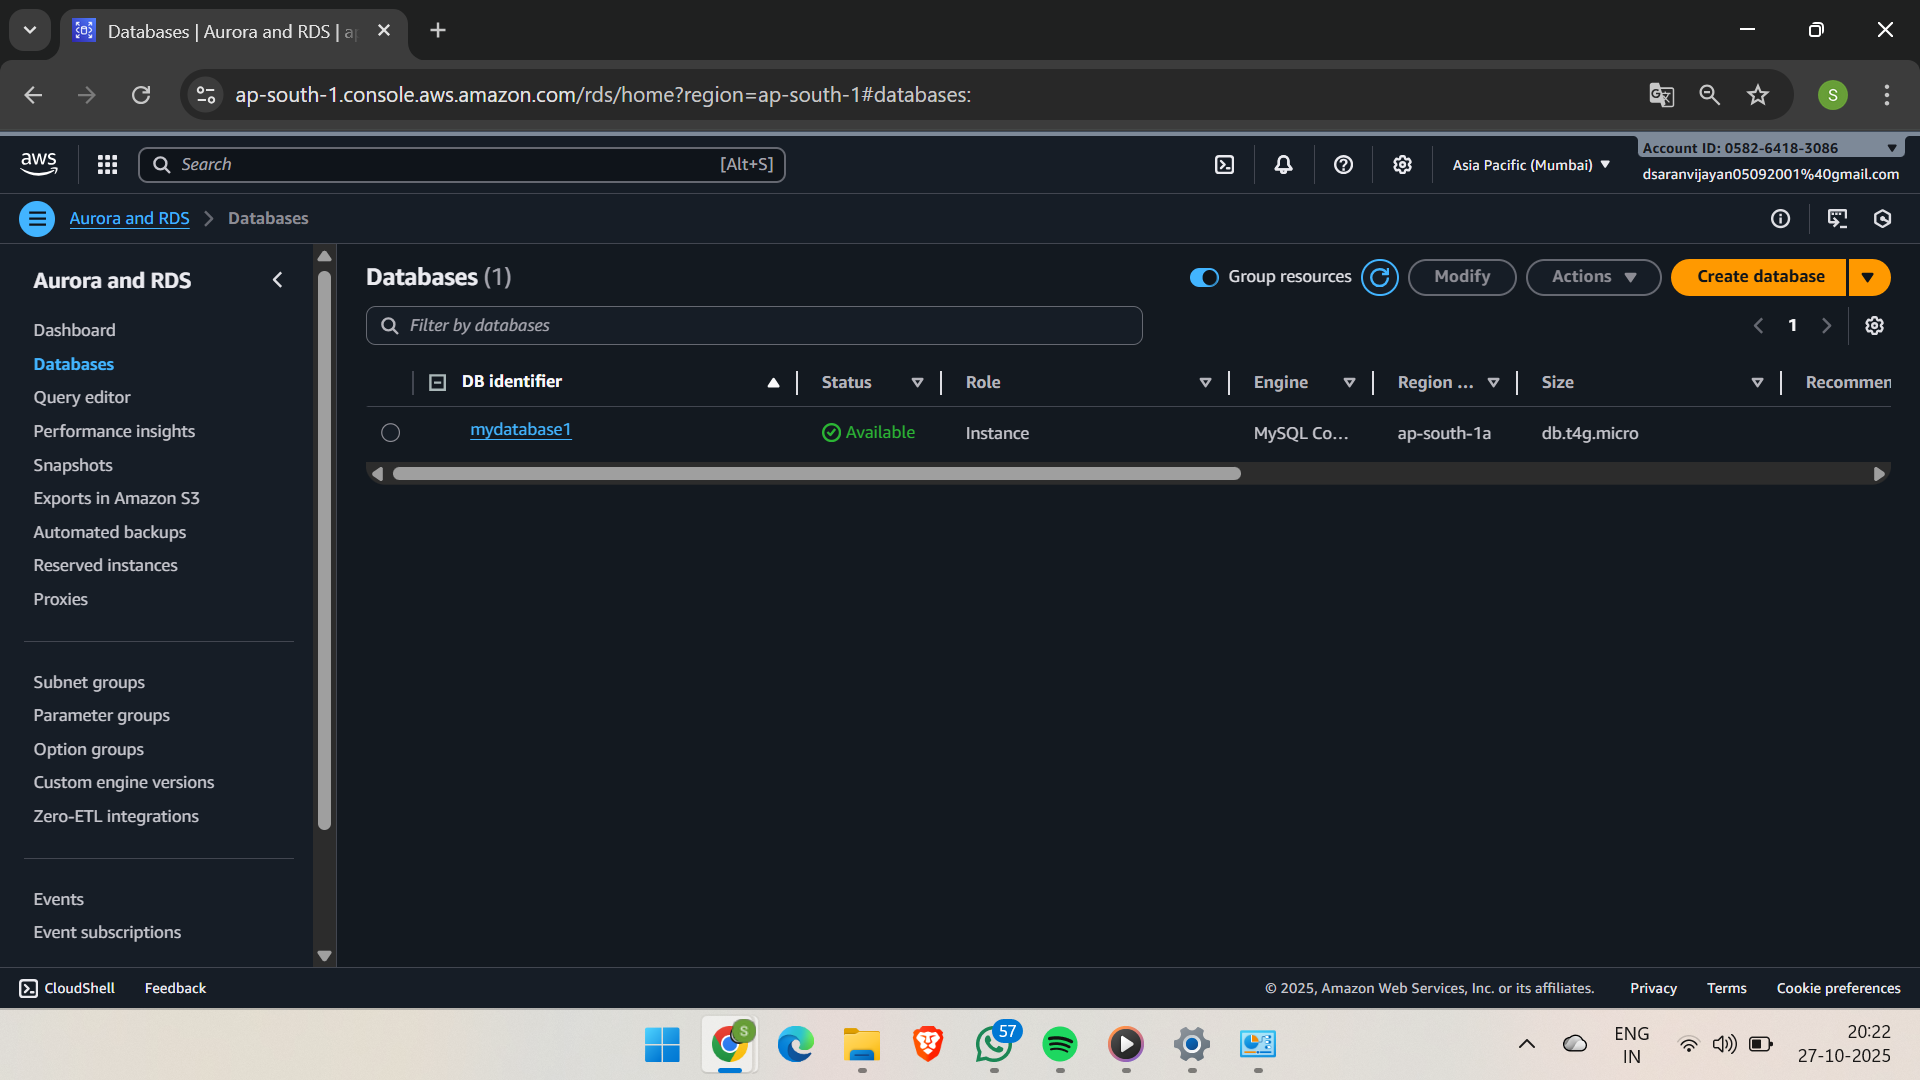 Databases | Aurora and RDS | ap
ap-south-1.console.aws.amazon.com/rds/home?region=ap-south-1#databases:
S
aws
Search
[Alt+S]
Asia Pacific (Mumbai)
Account ID: 0582-6418-3086
dsaranvijayan05092001%40gmail.com
Aurora and RDS
Databases
Aurora and RDS
Dashboard
Databases
Query editor
Performance insights
Snapshots
Exports in Amazon S3
Automated backups
Reserved instances
Proxies
Subnet groups
Parameter groups
Option groups
Custom engine versions
Zero-ETL integrations
Events
Event subscriptions
Databases (1)
Group resources
Modify
Actions
Create database
Filter by databases
1
DB identifier Status Role Engine Region ... Size Recommen
mydatabase1 Available Instance MySQL Co... ap-south-1a db.t4g.micro
CloudShell
Feedback
© 2025, Amazon Web Services, Inc. or its affiliates.
Privacy
Terms
Cookie preferences
S
57
ENG
IN
20:22
27-10-2025